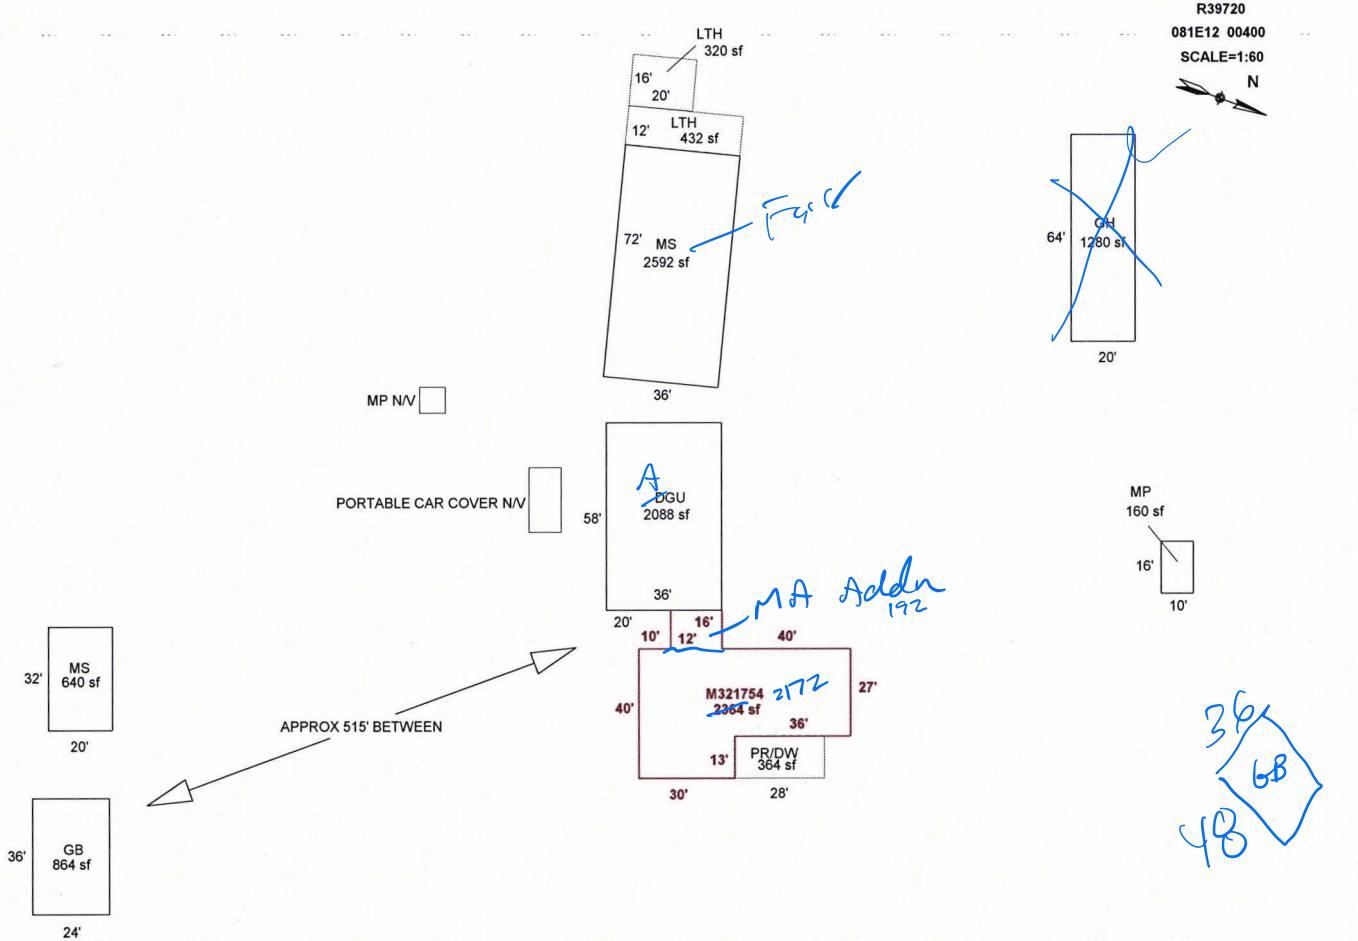 R39720
081E12 00400
SCALE=1:60
N
LTH
320 sf
16'
20'
LTH
12'
432 sf
72'
MS
2592 sf
36'
64'
GH
1280 sf
20'
MP N/V
PORTABLE CAR COVER N/V
A
DGU
2088 sf
58'
36'
MP
160 sf
16'
10'
MA Addn
192
20'
16'
10'
12'
40'
MS
640 sf
32'
20'
APPROX 515' BETWEEN
M321754
2364 sf
2172
27'
40'
36'
13'
PR/DW
364 sf
30'
28'
36
GB
48
GB
864 sf
36'
24'